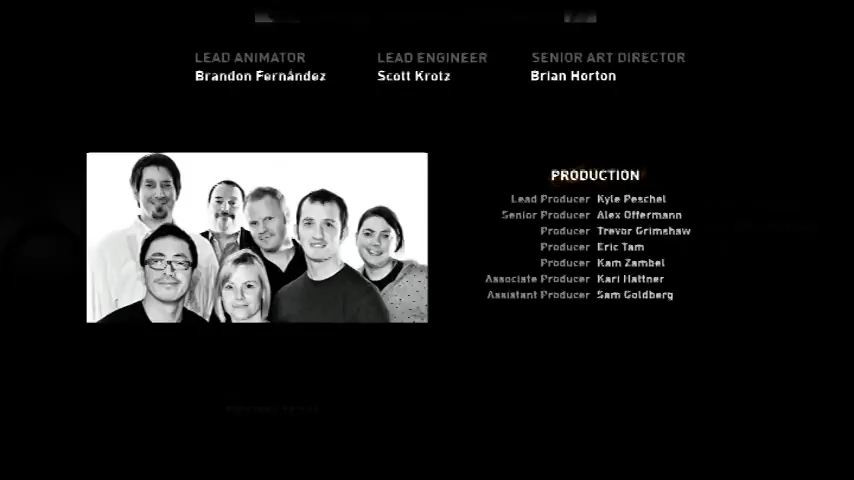 LEAD ANIMATOR LEAD ENGINEER SENIOR ART DIRECTOR
Brandon Fernández Scott Krotz Brian Horton
PRODUCTION
Lead Producer Kyle Peschel
Senior Producer Alex Offermann
Producer Trevor Grimshaw
Producer Eric Tam
Producer Kam Zambel
Associate Producer Kari Hattner
Assistant Producer Sam Goldberg